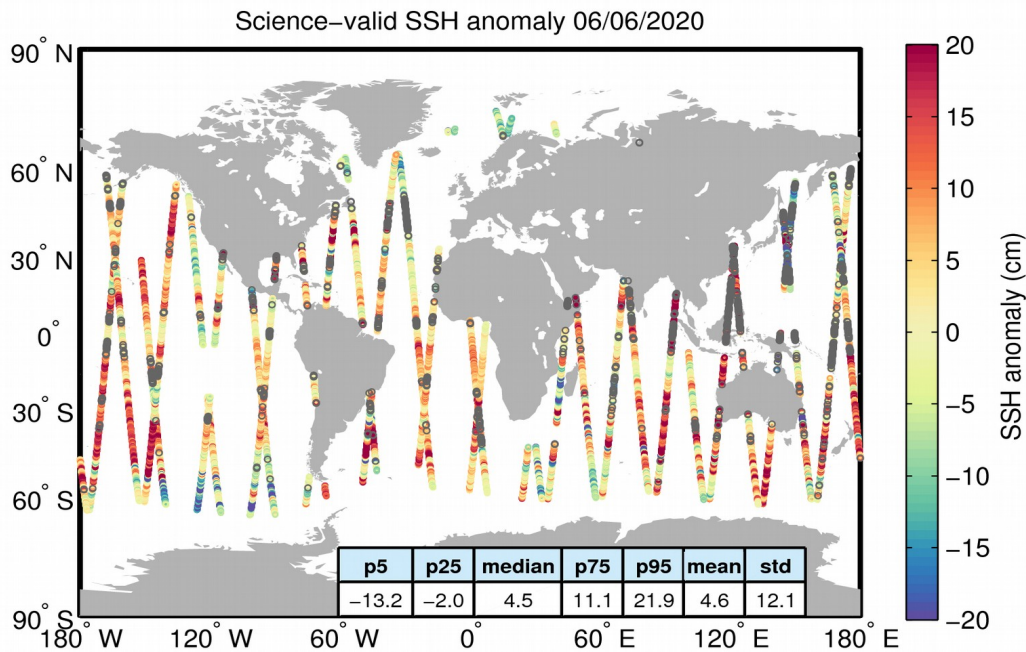 Science−valid SSH anomaly 06/06/2020
90° N
60° N
30° N
0°
30° S
60° S
90° S
180° W
120° W
60° W
0°
60° E
120° E
180° E
p5 p25 median p75 p95 mean std
−13.2 −2.0 4.5 11.1 21.9 4.6 12.1
20
15
10
5
0
−5
−10
−15
−20
SSH anomaly (cm)